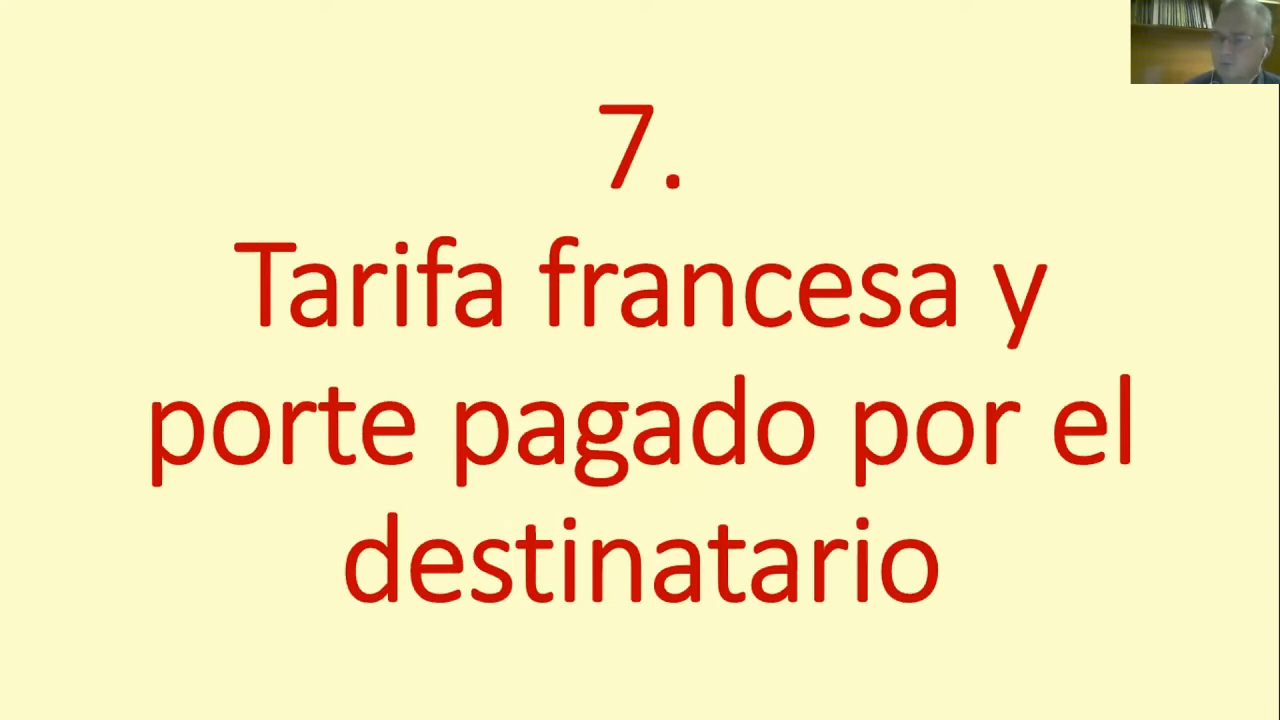 7.
Tarifa francesa y
porte pagado por el
destinatario